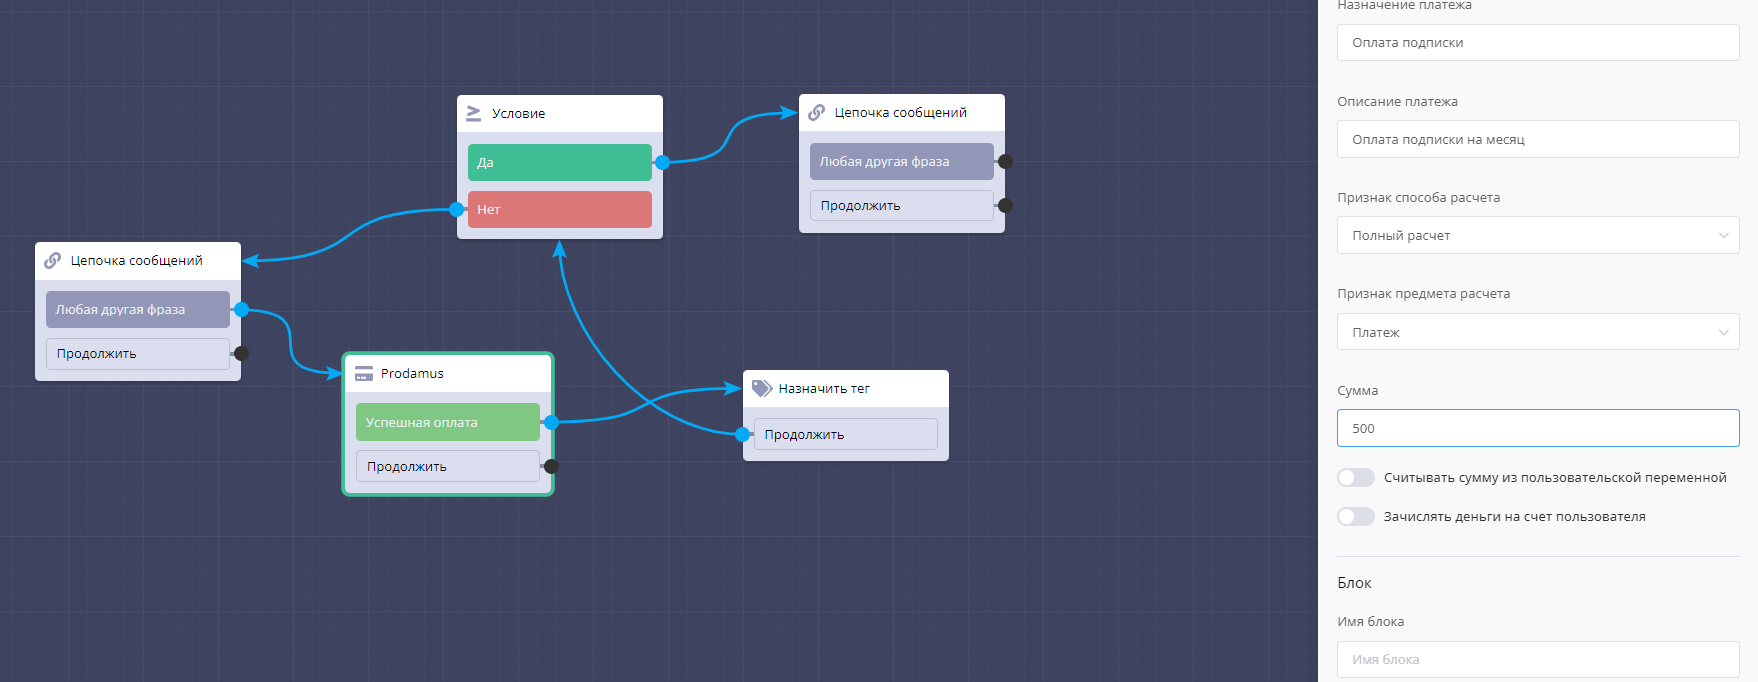 Условие
Да
Нет
Цепочка сообщений
Любая другая фраза
Продолжить
Цепочка сообщений
Любая другая фраза
Продолжить
Prodamus
Успешная оплата
Продолжить
Назначить тег
Продолжить
Назначение платежа
Оплата подписки
Описание платежа
Оплата подписки на месяц
Признак способа расчета
Полный расчет
Признак предмета расчета
Платеж
Сумма
500
Считывать сумму из пользовательской переменной
Зачислять деньги на счет пользователя
Блок
Имя блока
Имя блока